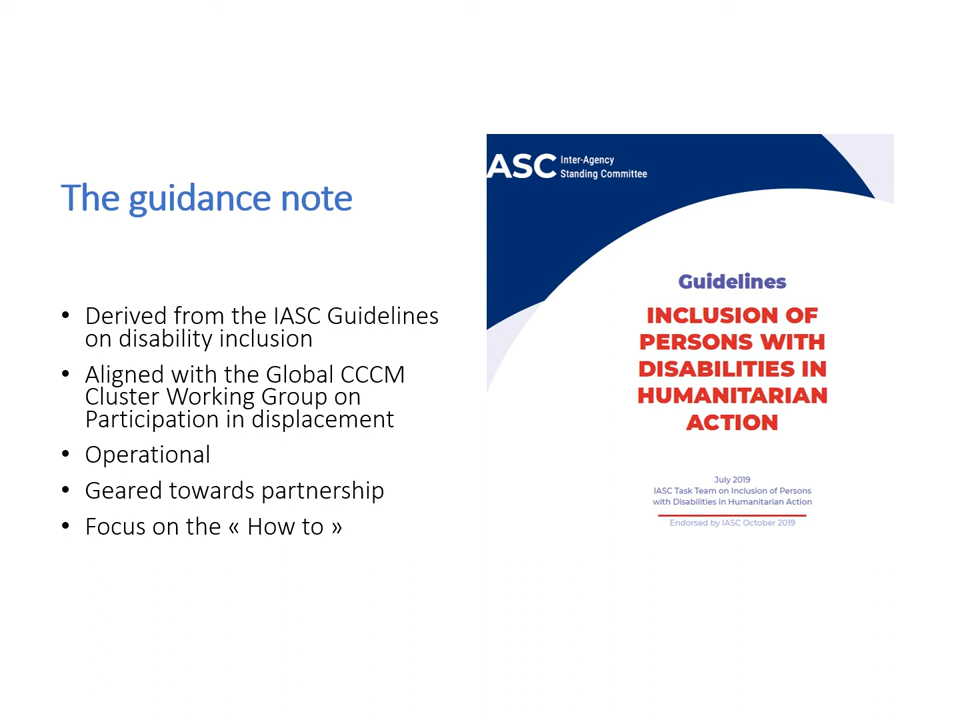 The guidance note
• Derived from the IASC Guidelines
on disability inclusion
• Aligned with the Global CCCM
Cluster Working Group on
Participation in displacement
• Operational
• Geared towards partnership
• Focus on the « How to »
ASC Inter-Agency
Standing Committee
Guidelines
INCLUSION OF
PERSONS WITH
DISABILITIES IN
HUMANITARIAN
ACTION
July 2019
IASC Task Team on Inclusion of Persons
with Disabilities in Humanitarian Action
Endorsed by IASC October 2019